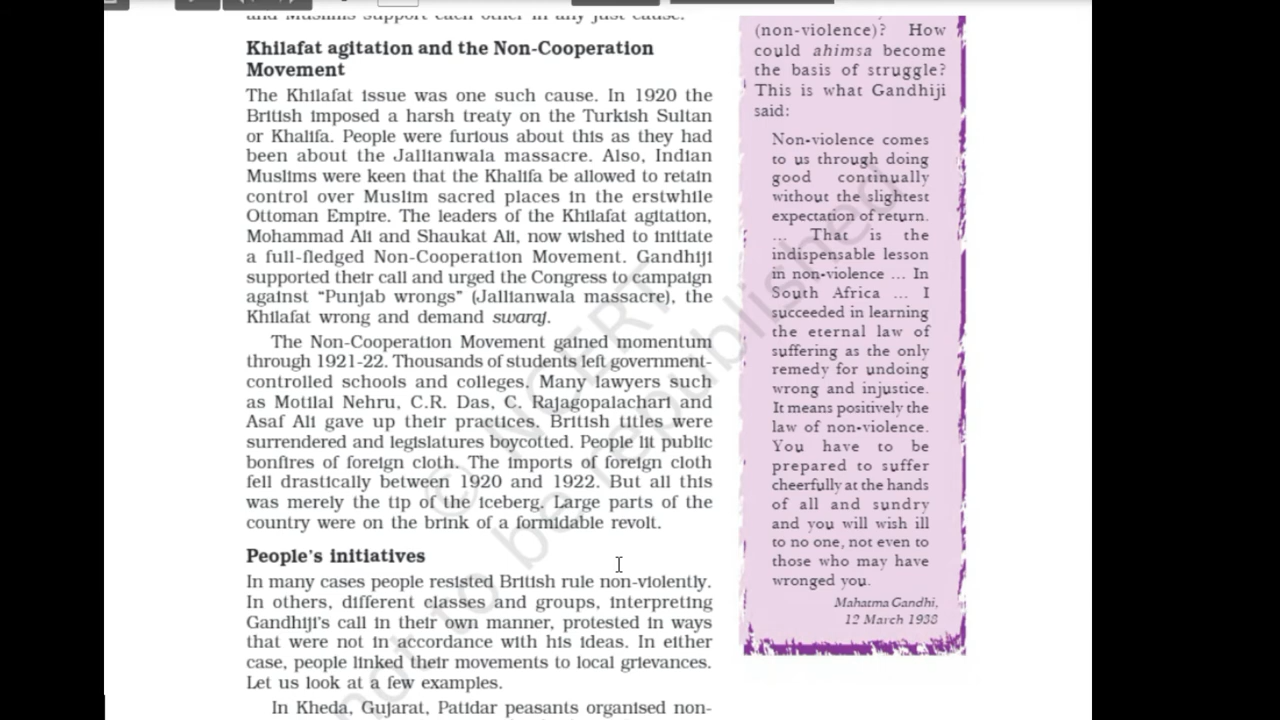 and Muslims support each other in any just cause.
Khilafat agitation and the Non-Cooperation
Movement
The Khilafat issue was one such cause. In 1920 the
British imposed a harsh treaty on the Turkish Sultan
or Khalifa. People were furious about this as they had
been about the Jallianwala massacre. Also, Indian
Muslims were keen that the Khalifa be allowed to retain
control over Muslim sacred places in the erstwhile
Ottoman Empire. The leaders of the Khilafat agitation,
Mohammad Ali and Shaukat Ali, now wished to initiate
a full-fledged Non-Cooperation Movement. Gandhiji
supported their call and urged the Congress to campaign
against “Punjab wrongs” (Jallianwala massacre), the
Khilafat wrong and demand swaraj.
The Non-Cooperation Movement gained momentum
through 1921-22. Thousands of students left government-
controlled schools and colleges. Many lawyers such
as Motilal Nehru, C.R. Das, C. Rajagopalachari and
Asaf Ali gave up their practices. British titles were
surrendered and legislatures boycotted. People lit public
bonfires of foreign cloth. The imports of foreign cloth
fell drastically between 1920 and 1922. But all this
was merely the tip of the iceberg. Large parts of the
country were on the brink of a formidable revolt.
People’s initiatives
In many cases people resisted British rule non-violently.
In others, different classes and groups, interpreting
Gandhiji’s call in their own manner, protested in ways
that were not in accordance with his ideas. In either
case, people linked their movements to local grievances.
Let us look at a few examples.
In Kheda, Gujarat, Patidar peasants organised non-
(non-violence)? How
could ahimsa become
the basis of struggle?
This is what Gandhiji
said:
Non-violence comes
to us through doing
good continually
without the slightest
expectation of return.
... That is the
indispensable lesson
in non-violence ... In
South Africa ... I
succeeded in learning
the eternal law of
suffering as the only
remedy for undoing
wrong and injustice.
It means positively the
law of non-violence.
You have to be
prepared to suffer
cheerfully at the hands
of all and sundry
and you will wish ill
to no one, not even to
those who may have
wronged you.
Mahatma Gandhi,
12 March 1938
© NCERT
not to be republished